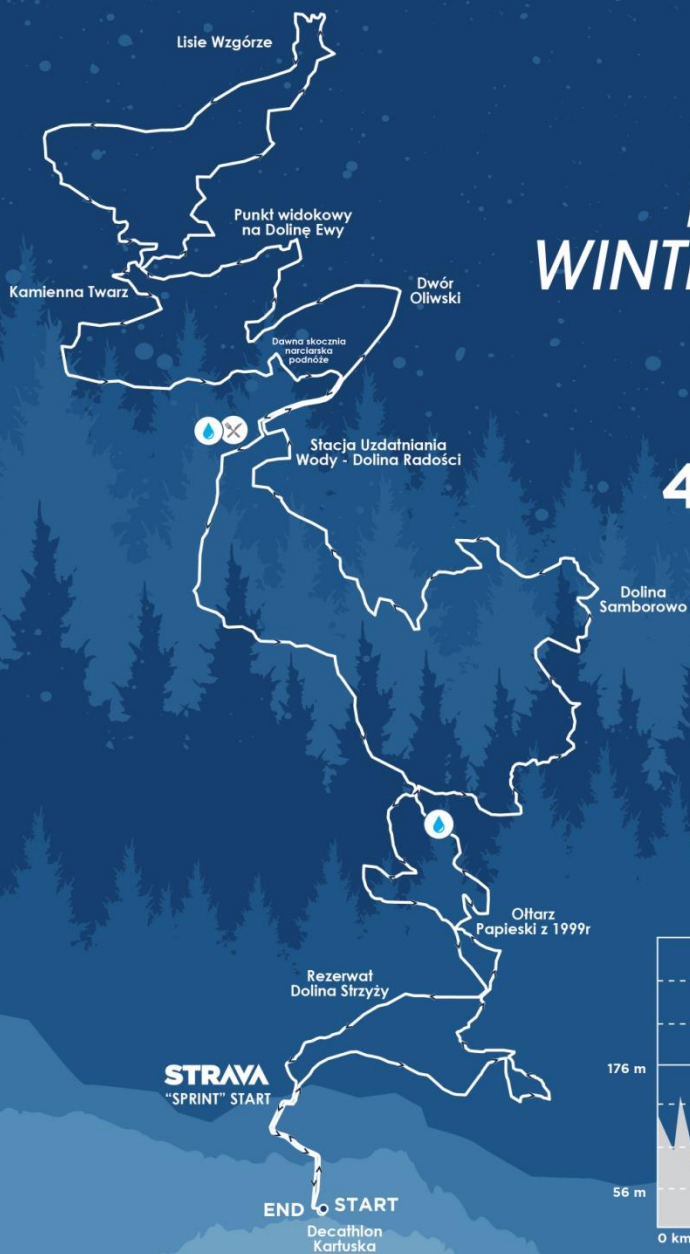 Lisie Wzgórze
Punkt widokowy
na Dolinę Ewy
WINT
Kamienna Twarz
Dwór
Oliwski
Dawna skocznia
narciarska
podnóże
Stacja Uzdatniania
Wody - Dolina Radości
4
Dolina
Samborowo
Ołtarz
Papieski z 1999r
Rezerwat
Dolina Strzyży
176 m
STRAVA
"SPRINT" START
56 m
END START
Decathlon
Kartuska
0 km